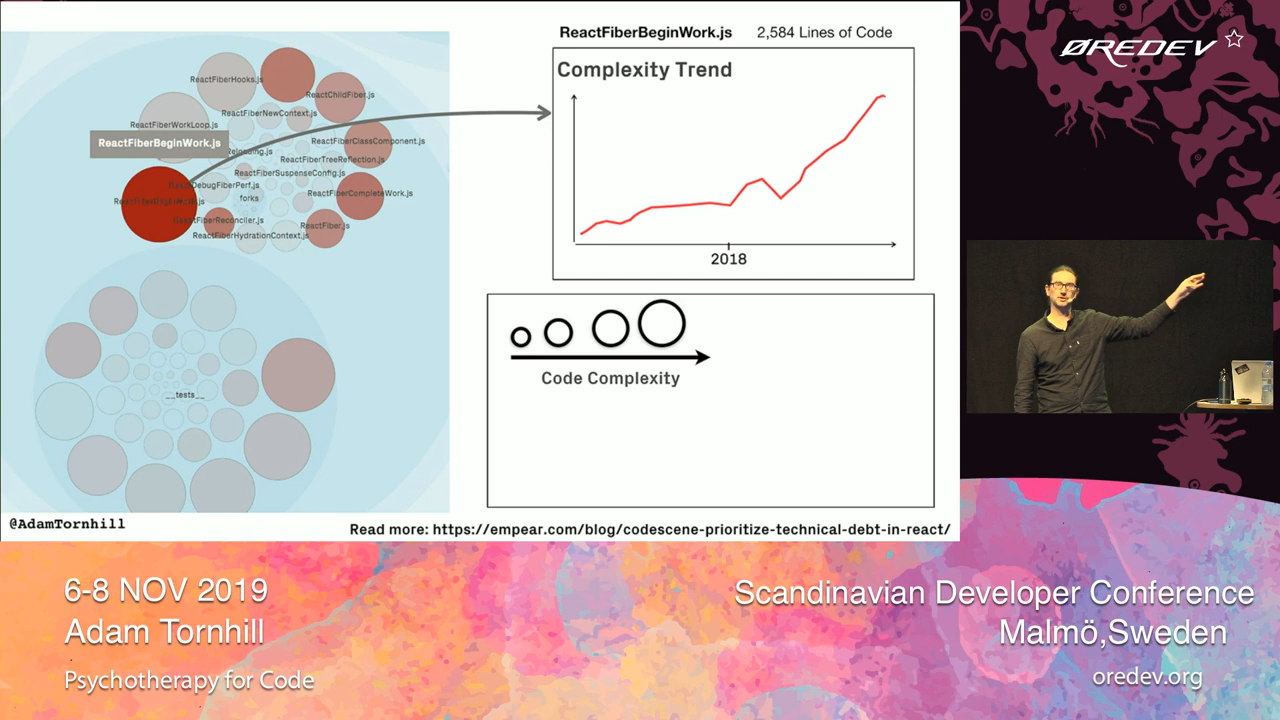 ReactFiberBeginWork.js 2,584 Lines of Code
Complexity Trend
2018
ReactFiberHooks.js
ReactChildFiber.js
ReactFiberNewContext.js
ReactFiberWorkLoop.js
ReactFiberBeginWork.js
ReactFiberClassComponent.js
ReactFiberTreeReflection.js
ReactFiberSuspenseConfig.js
ReactDebugFiberPerf.js
ReactFiberCompleteWork.js
forks
ReactFiberReconciler.js
ReactFiber.js
ReactFiberHydrationContext.js
__tests__
Code Complexity
@AdamTornhill
Read more: https://empear.com/blog/codescene-prioritize-technical-debt-in-react/
ØREDEV
6-8 NOV 2019
Adam Tornhill
Psychotherapy for Code
Scandinavian Developer Conference
Malmö,Sweden
oredev.org